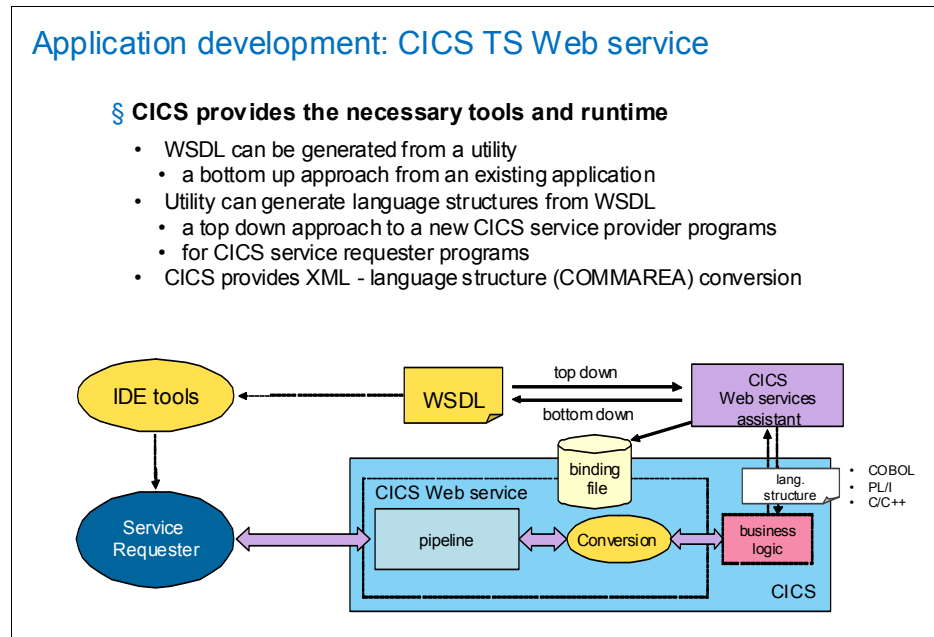 Application development: CICS TS Web service
§ CICS provides the necessary tools and runtime
• WSDL can be generated from a utility
• a bottom up approach from an existing application
• Utility can generate language structures from WSDL
• a top down approach to a new CICS service provider programs
• for CICS service requester programs
• CICS provides XML - language structure (COMMAREA) conversion
IDE tools
WSDL
top down
bottom down
CICS
Web services
assistant
binding
file
lang.
structure
• COBOL
• PL/I
• C/C++
CICS Web service
Service
Requester
pipeline
Conversion
business
logic
CICS